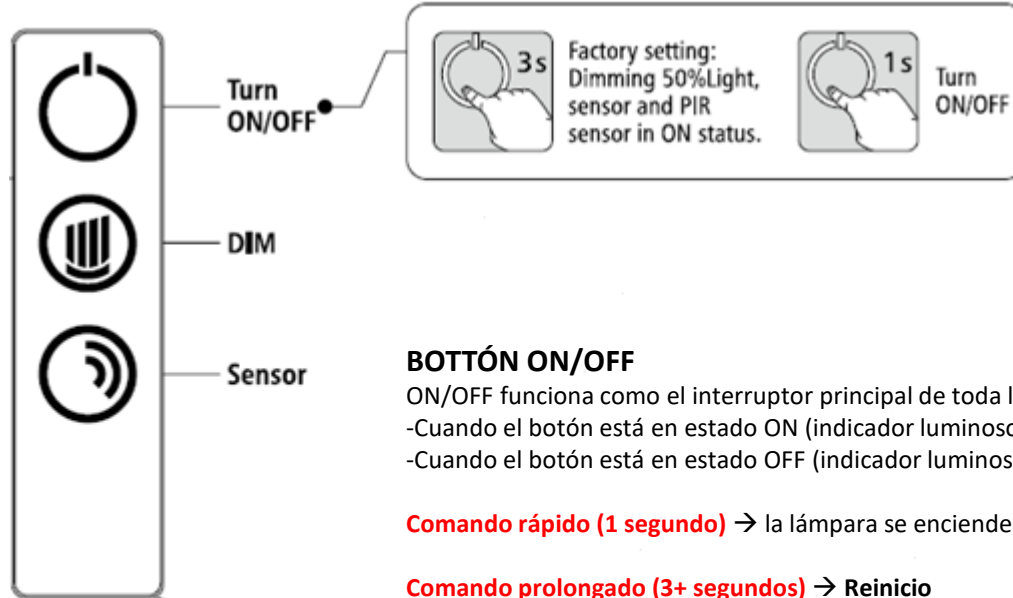 Turn
ON/OFF
DIM
Sensor
3s
Factory setting:
Dimming 50%Light,
sensor and PIR
sensor in ON status.
1s
Turn
ON/OFF
BOTTÓN ON/OFF
ON/OFF funciona como el interruptor principal de toda
-Cuando el botón está en estado ON (indicador
-Cuando el botón está en estado OFF (indicador
Comando rápido (1 segundo) → la lámpara se enciende
Comando prolongado (3+ segundos) → Reinicio